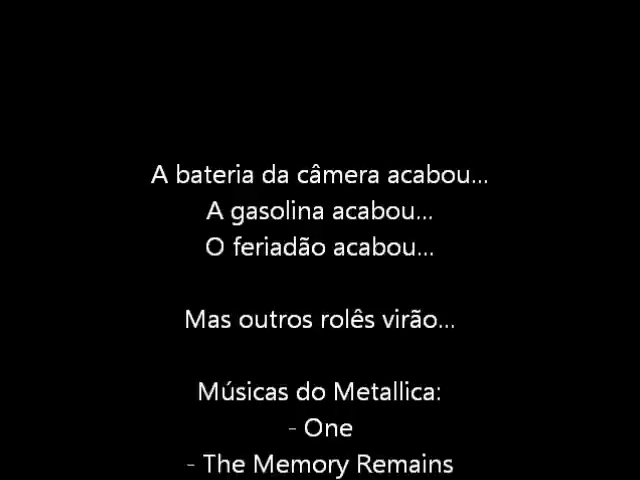 A bateria da câmera acabou...
A gasolina acabou...
O feriadão acabou...
Mas outros rolês virão...
Músicas do Metallica:
- One
- The Memory Remains